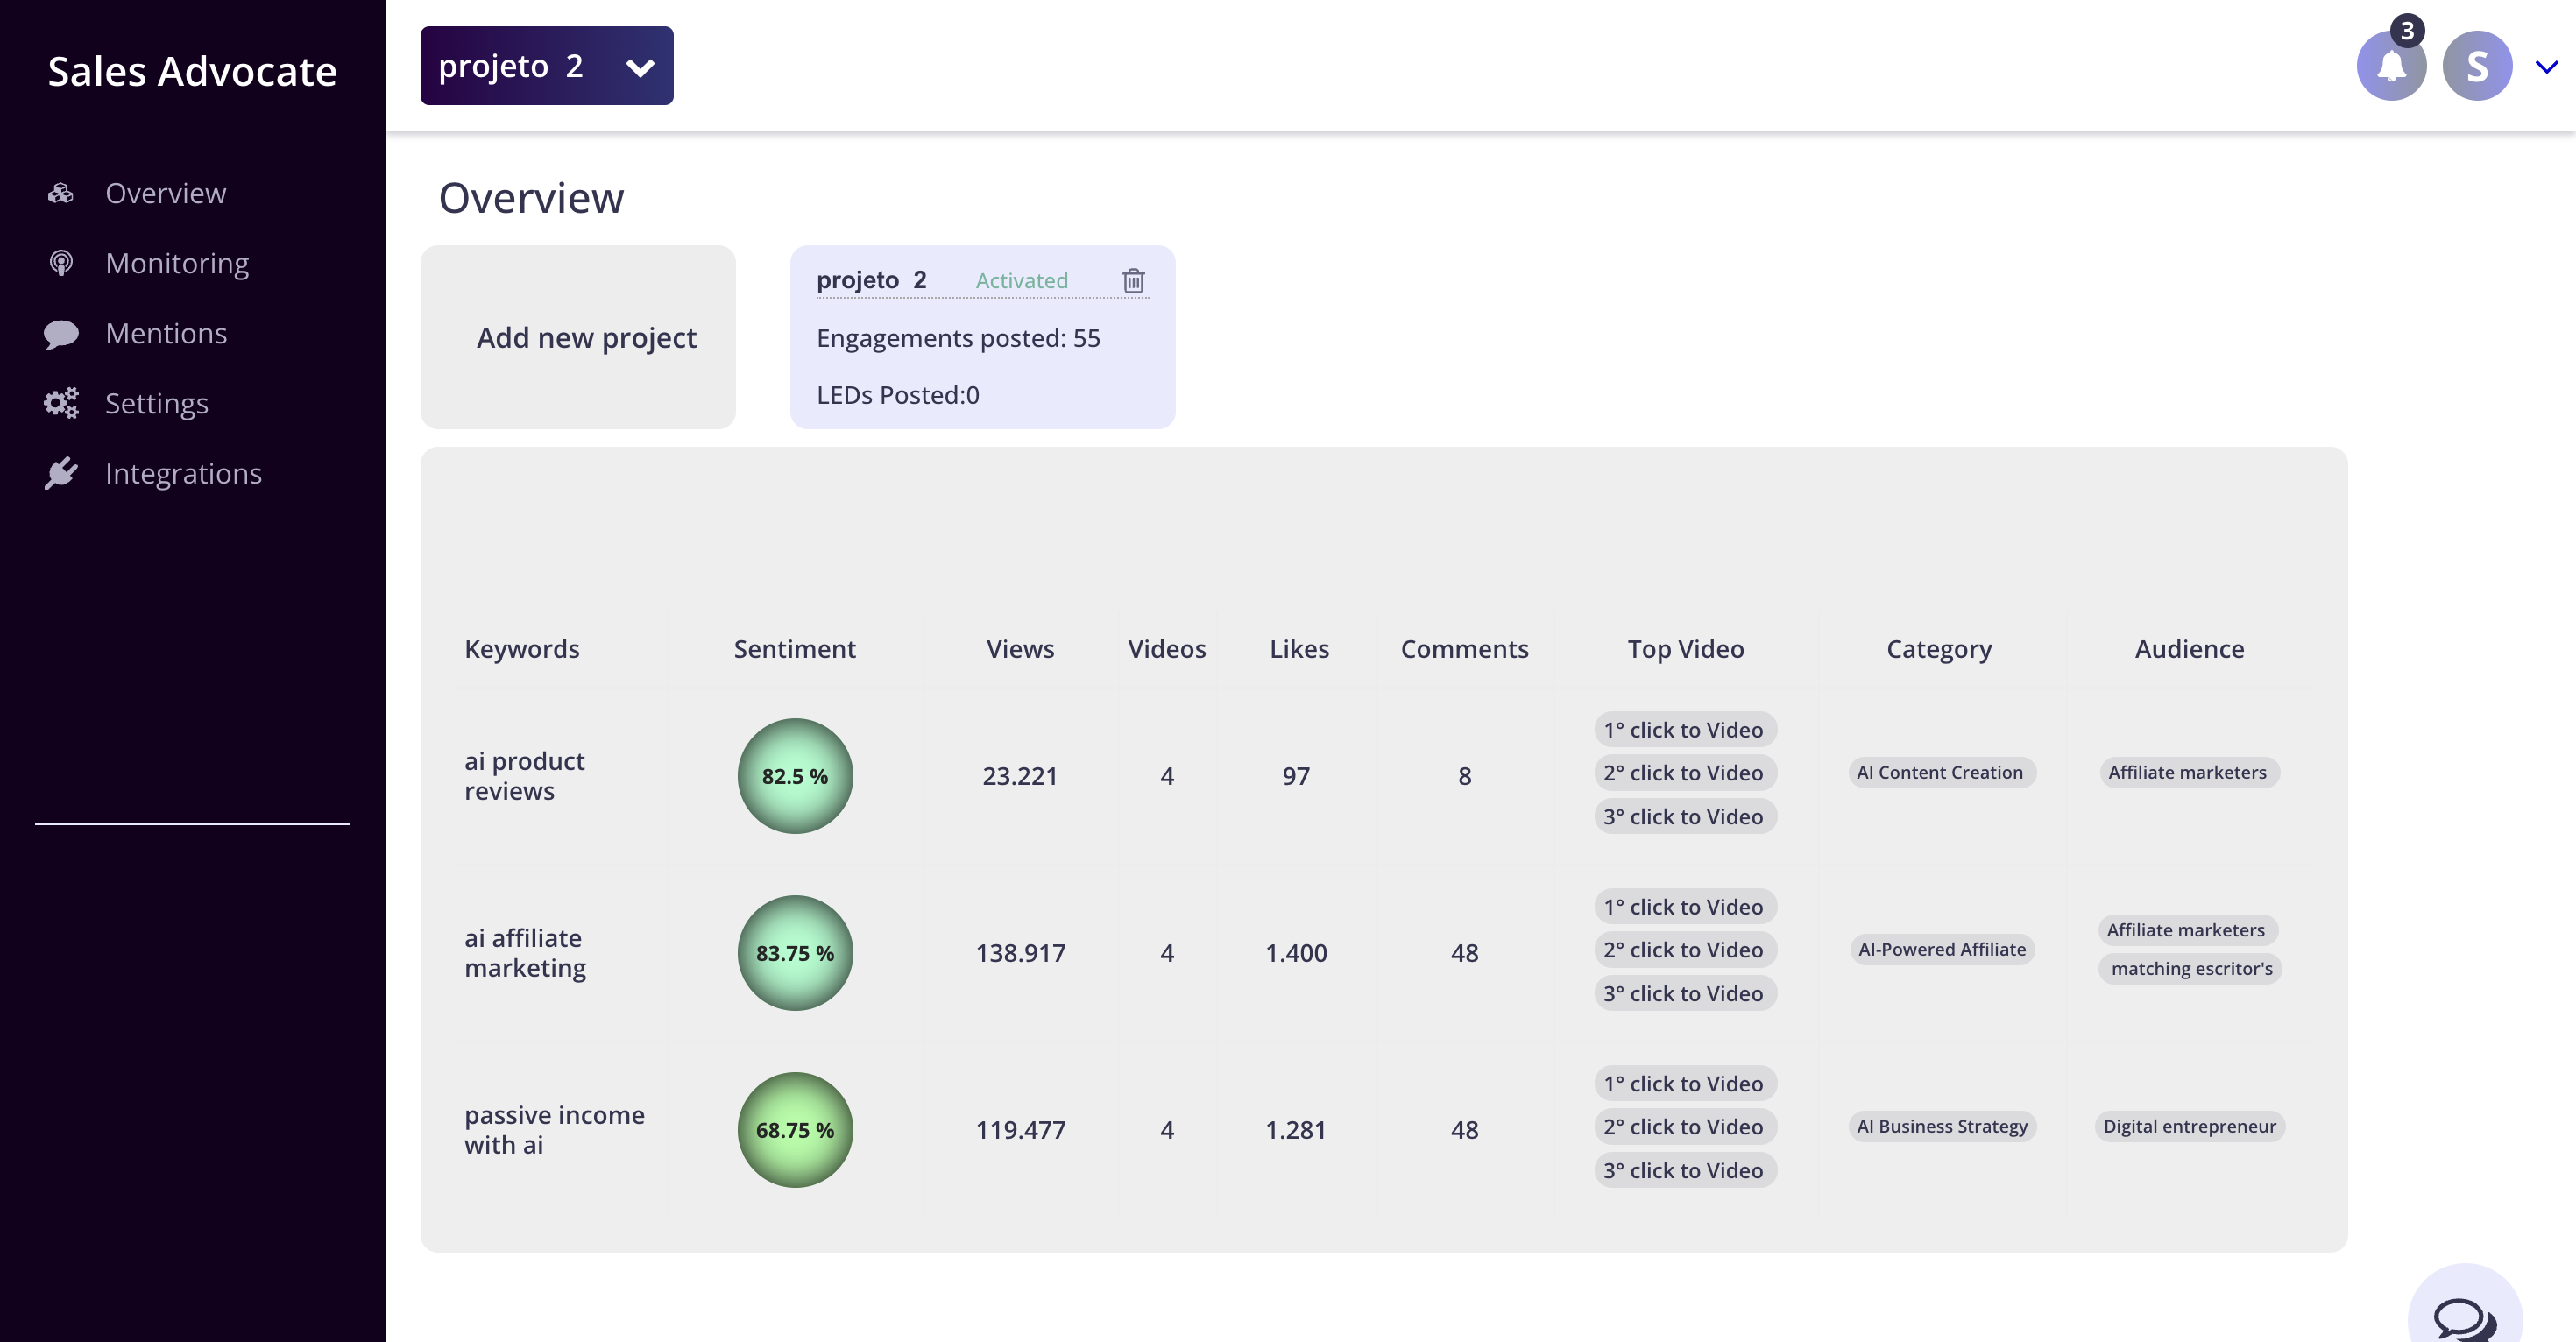 Sales Advocate
projeto 2
3
S
Overview
Monitoring
Mentions
Settings
Integrations
Overview
Add new project
projeto 2 Activated
Engagements posted: 55
LEDs Posted:0
Keywords Sentiment Views Videos Likes Comments Top Video Category Audience
ai product
reviews
82.5 %
23.221
4
97
8
1° click to Video
2° click to Video
3° click to Video
AI Content Creation
Affiliate marketers
ai affiliate
marketing
83.75 %
138.917
4
1.400
48
1° click to Video
2° click to Video
3° click to Video
AI-Powered Affiliate
Affiliate marketers
matching escritor's
passive income
with ai
68.75 %
119.477
4
1.281
48
1° click to Video
2° click to Video
3° click to Video
AI Business Strategy
Digital entrepreneur